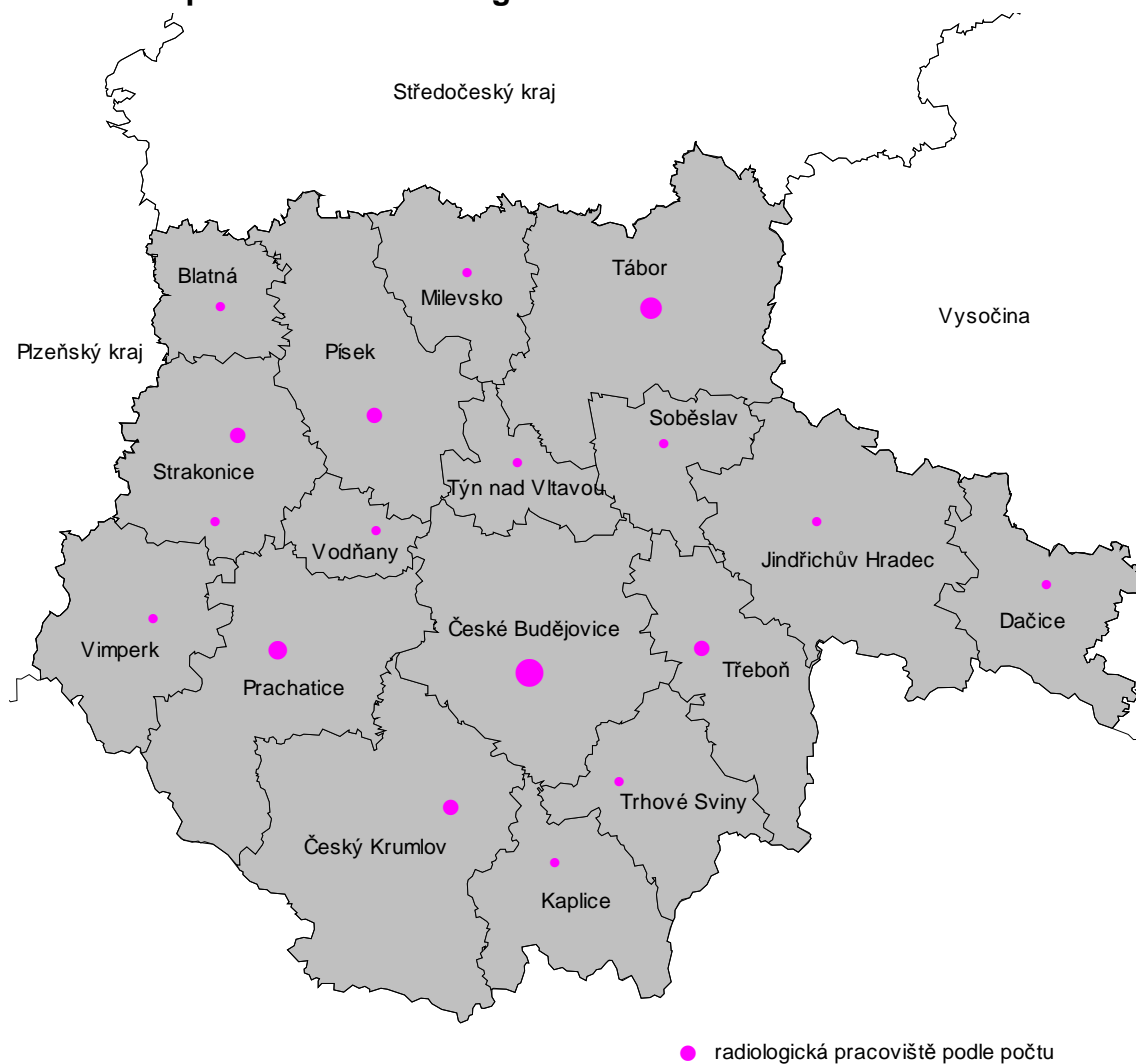 Středočeský kraj
Tábor
Blatná
Milevsko
Vysočina
Plzeňský kraj
Písek
Soběslav
Strakonice
Týn nad Vltavou
Vodňany
Jindřichův Hradec
Dačice
České Budějovice
Vimperk
Třeboň
Prachatice
Trhové Sviny
Český Krumlov
Kaplice
radiologická pracoviště podle počtu